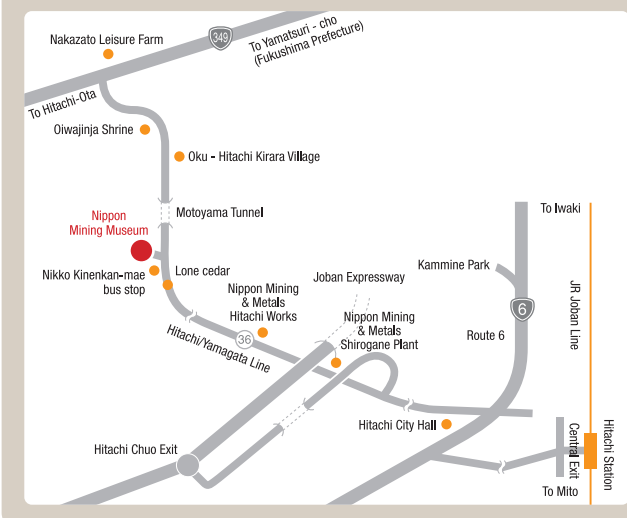 Nakazato Leisure Farm
349
To Yamatsuri - cho
(Fukushima Prefecture)
To Hitachi-Ota
Oiwajinja Shrine
Oku - Hitachi Kirara Village
Nippon
Mining Museum
Motoyama Tunnel
To Iwaki
Kammine Park
JR Joban Line
Nikko Kinenkan-mae
bus stop
Lone cedar
Joban Expressway
Nippon Mining
& Metals
Hitachi Works
Nippon Mining
& Metals
Shirogane Plant
6
Route 6
36
Hitachi/Yamagata Line
Hitachi City Hall
Hitachi Chuo Exit
Central Exit
Hitachi Station
To Mito